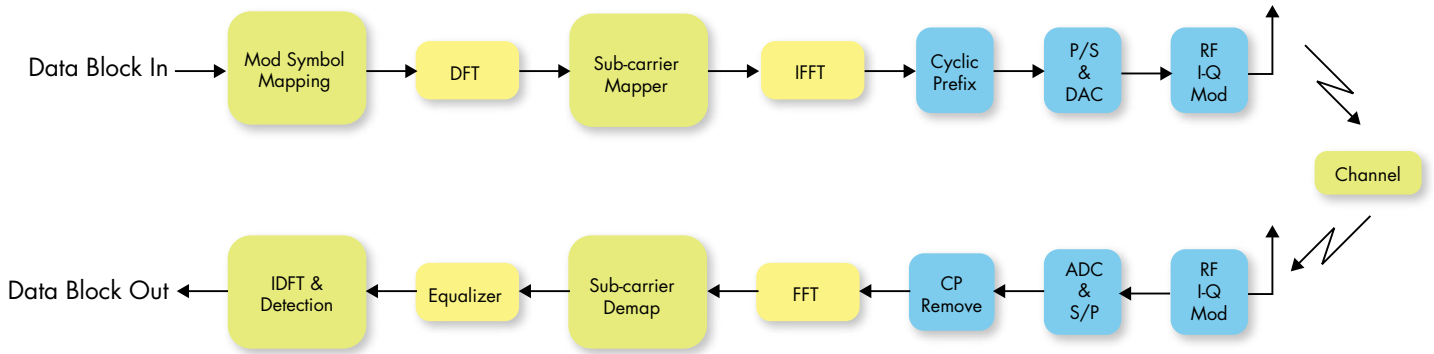 Data Block In
Mod Symbol
Mapping
DFT
Sub-carrier
Mapper
IFFT
Cyclic
Prefix
P/S
&
DAC
RF
I-Q
Mod
Channel
Data Block Out
IDFT &
Detection
Equalizer
Sub-carrier
Demap
FFT
CP
Remove
ADC
&
S/P
RF
I-Q
Mod